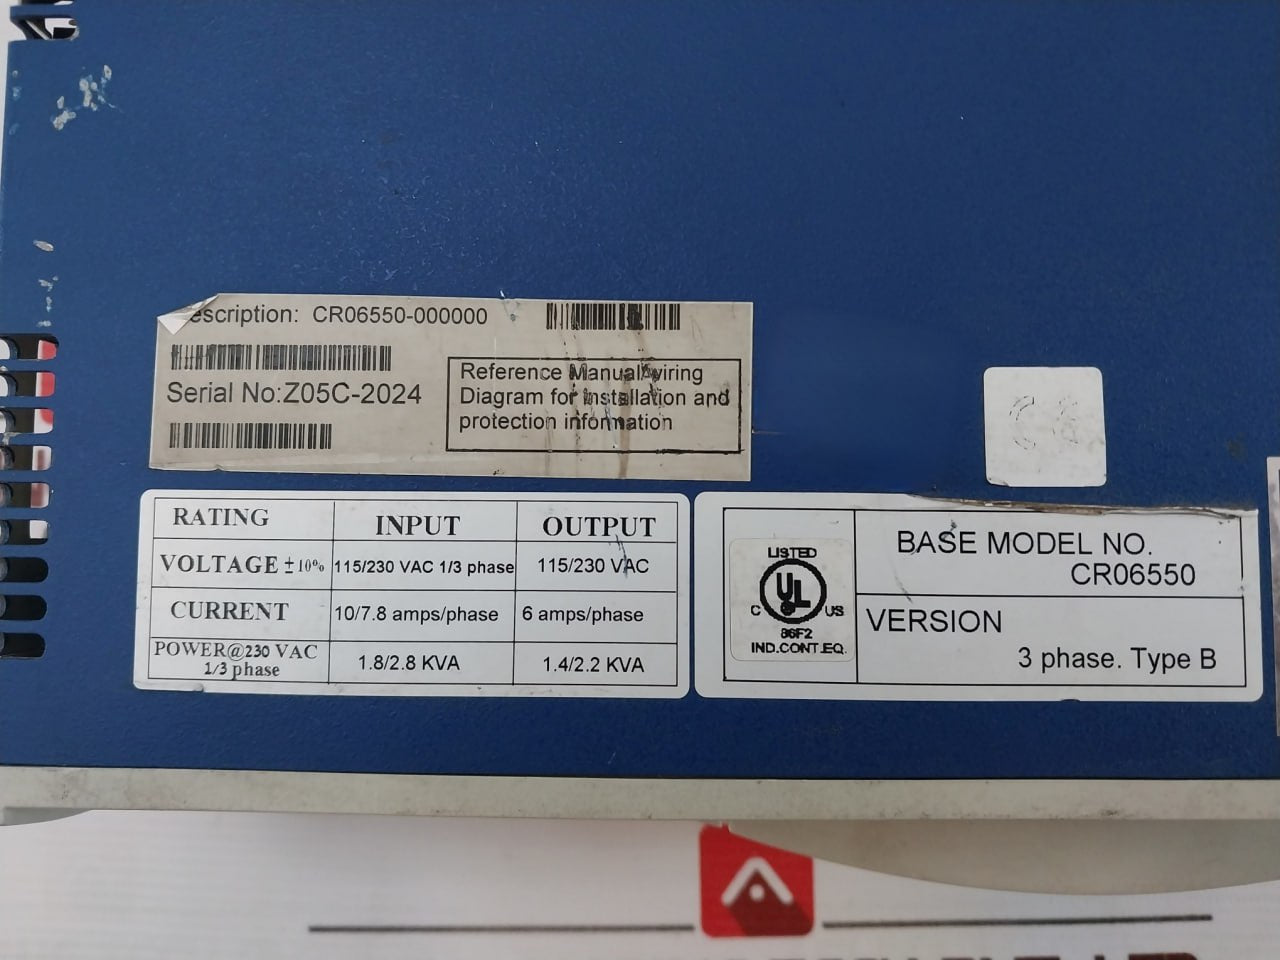 escription: CR06550-000000
Serial No:Z05C-2024
Reference Manual/wiring
Diagram for Installation and
protection information
RATING INPUT OUTPUT
VOLTAGE ±10% 115/230 VAC 1/3 phase 115/230 VAC
CURRENT 10/7.8 amps/phase 6 amps/phase
POWER@230 VAC
1/3 phase 1.8/2.8 KVA 1.4/2.2 KVA
CE
LISTED
UL
C US
86F2
IND.CONT.EQ.
BASE MODEL NO.
CR06550
VERSION
3 phase. Type B